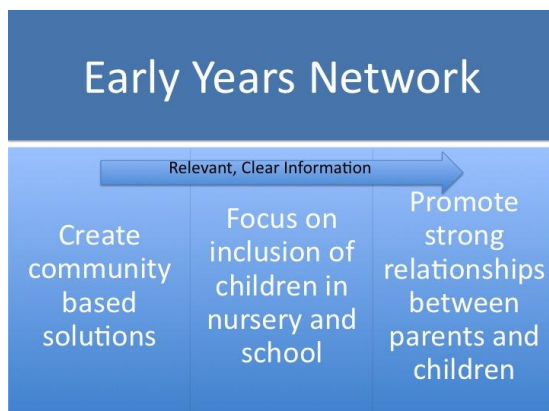 Early Years Network
Relevant, Clear Information
Create
community
based
solutions
Focus on
inclusion of
children in
nursery and
school
Promote
strong
relationships
between
parents and
children